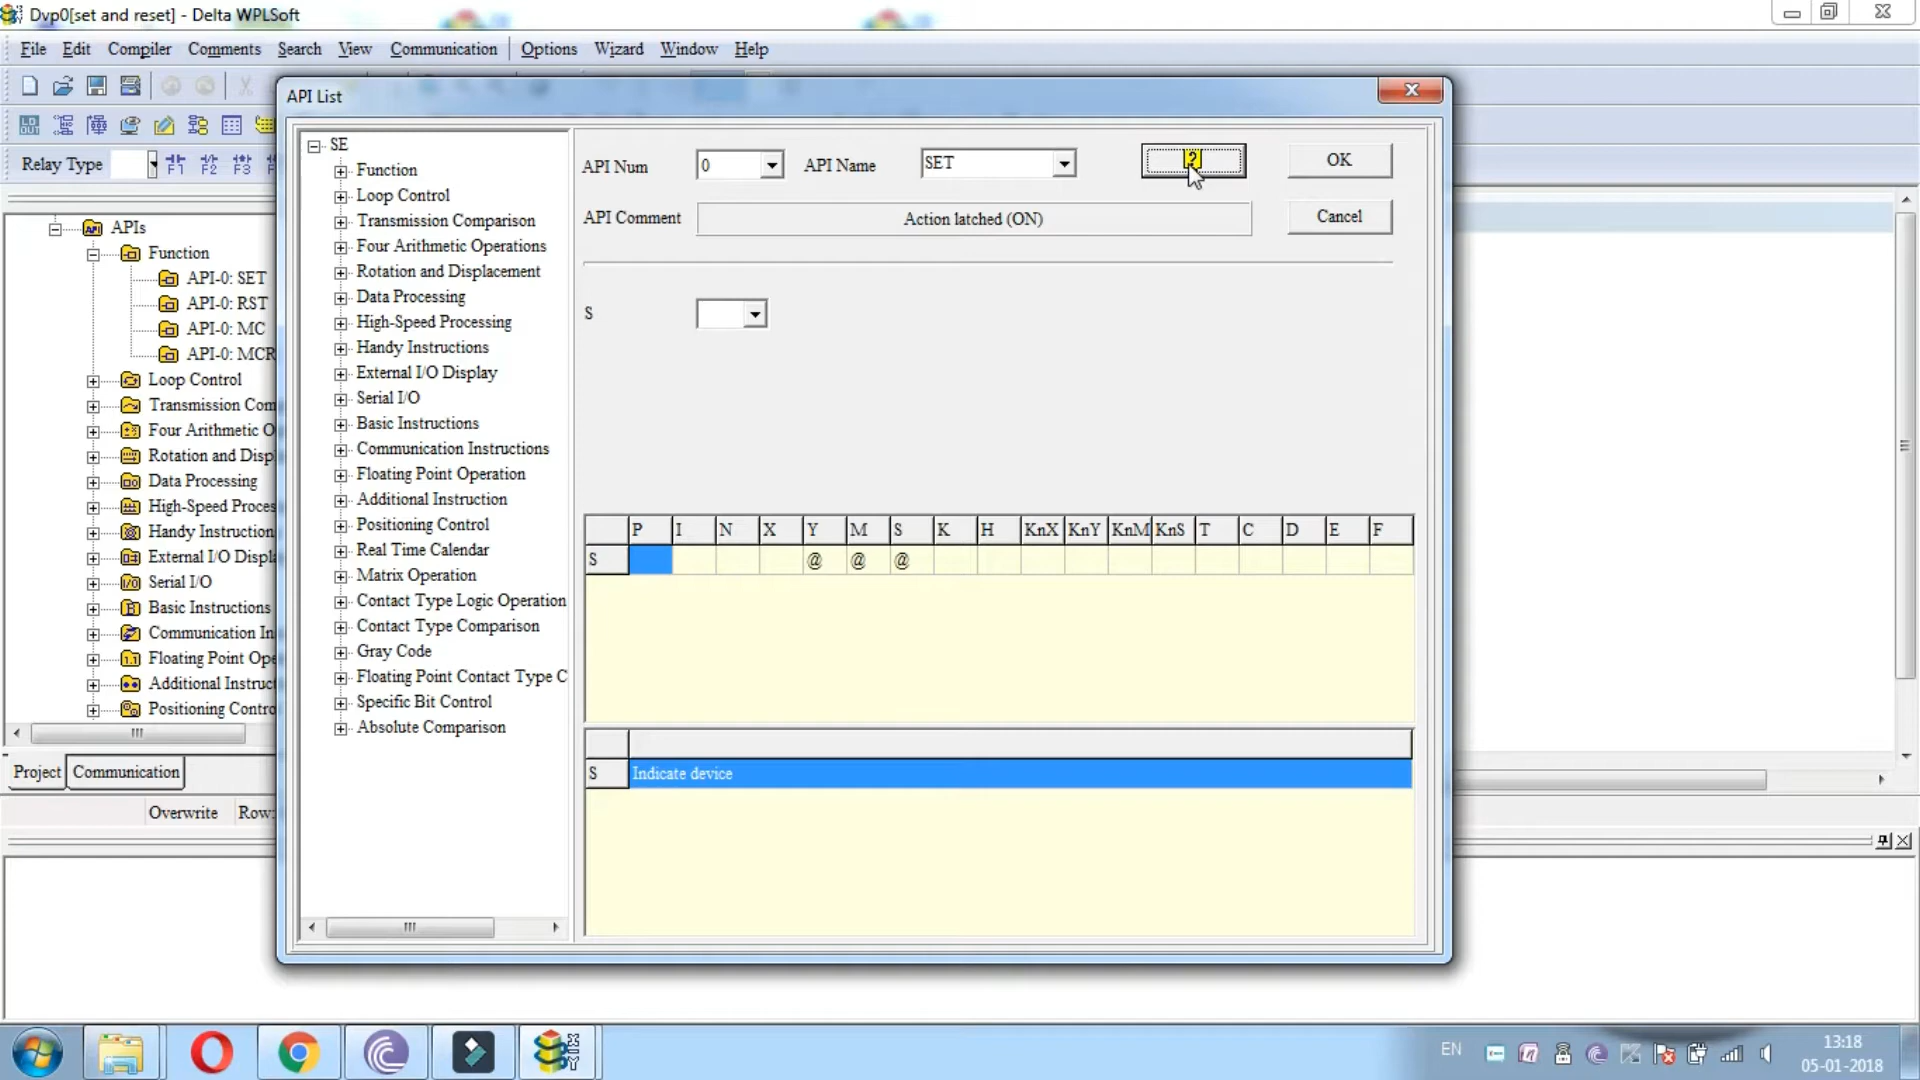 Dvp0[set and reset] - Delta WPLSoft
File Edit Compiler Comments Search View Communication Options Wizard Window Help
API List
Relay Type
F1 F2 F3
APIs
Function
API-0: SET
API-0: RST
API-0: MC
API-0: MCR
Loop Control
Transmission Com
Four Arithmetic O
Rotation and Disp
Data Processing
High-Speed Proces
Handy Instruction
External I/O Displ
Serial I/O
Basic Instructions
Communication In
Floating Point Ope
Additional Instruct
Positioning Contro
Project Communication
Overwrite Row:
SE
Function
Loop Control
Transmission Comparison
Four Arithmetic Operations
Rotation and Displacement
Data Processing
High-Speed Processing
Handy Instructions
External I/O Display
Serial I/O
Basic Instructions
Communication Instructions
Floating Point Operation
Additional Instruction
Positioning Control
Real Time Calendar
Matrix Operation
Contact Type Logic Operation
Contact Type Comparison
Gray Code
Floating Point Contact Type C
Specific Bit Control
Absolute Comparison
API Num 0 API Name SET ? OK
API Comment Action latched (ON) Cancel
S
P I N X Y M S K H KnX KnY KnM KnS T C D E F
S @ @ @
S Indicate device
EN
13:18
05-01-2018